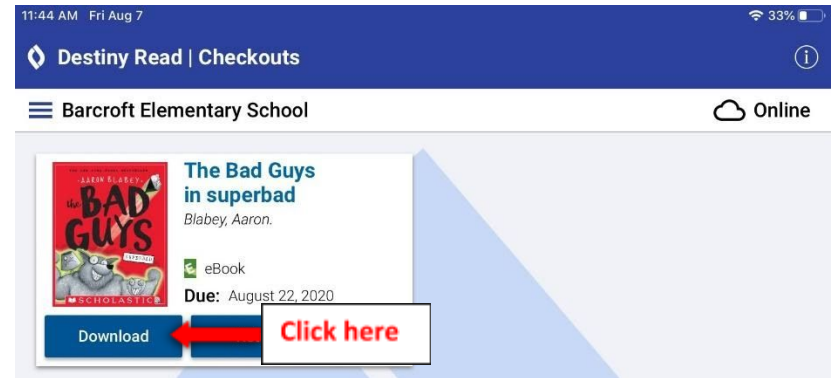 11:44 AM Fri Aug 7 33%
Destiny Read | Checkouts
Barcroft Elementary School Online
The Bad Guys
in superbad
Blabey, Aaron.
eBook
Due: August 22, 2020
Download
Click here
AARON BLABEY
the BAD
GUYS
SUPERBAD
SCHOLASTIC